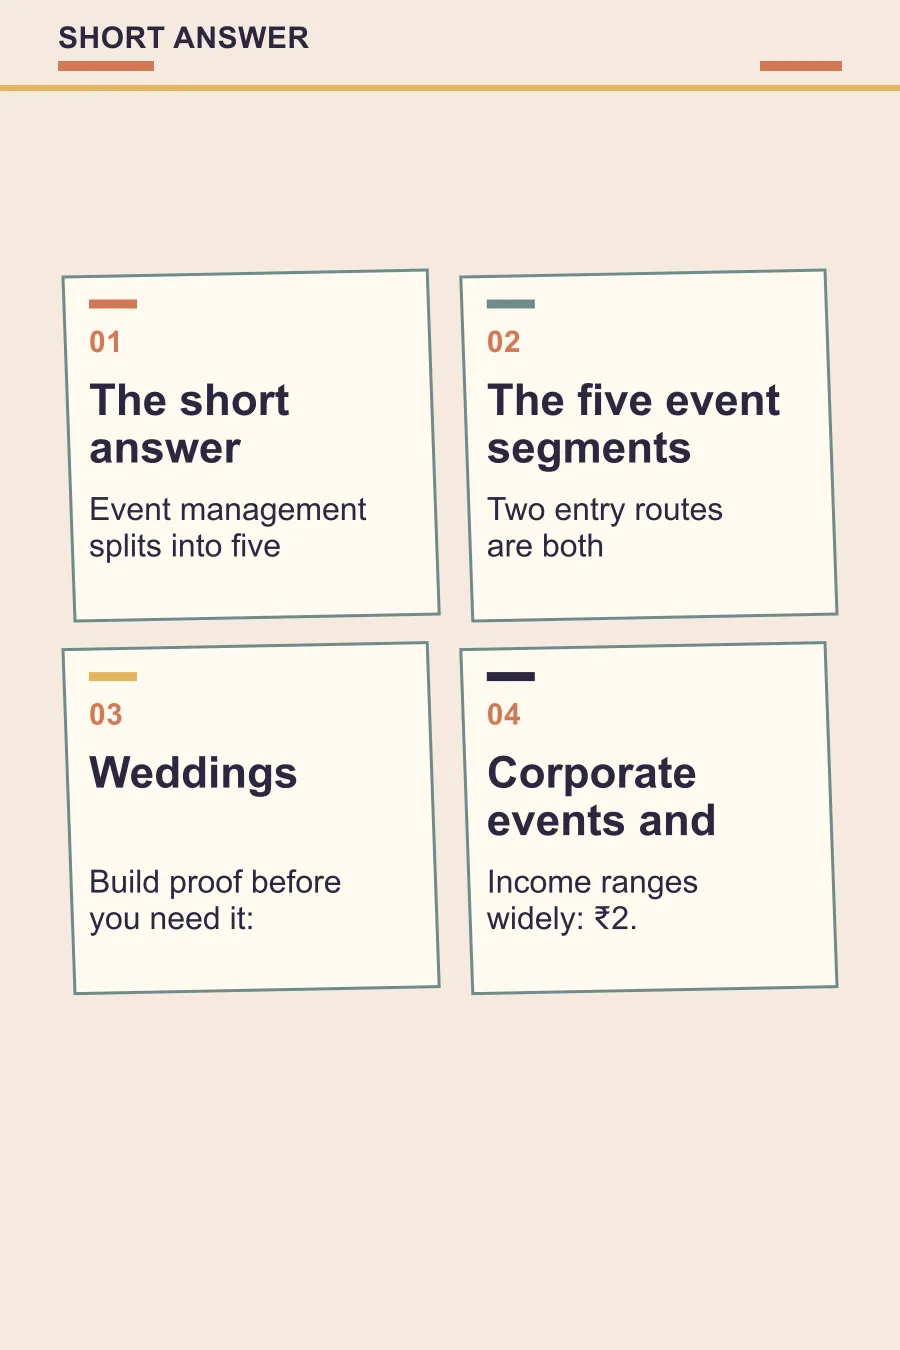 SHORT ANSWER
01
The short
answer
Event management
splits into five
02
The five event
segments
Two entry routes
are both
03
Weddings
Build proof before
you need it:
04
Corporate
events and
Income ranges
widely: ₹2.